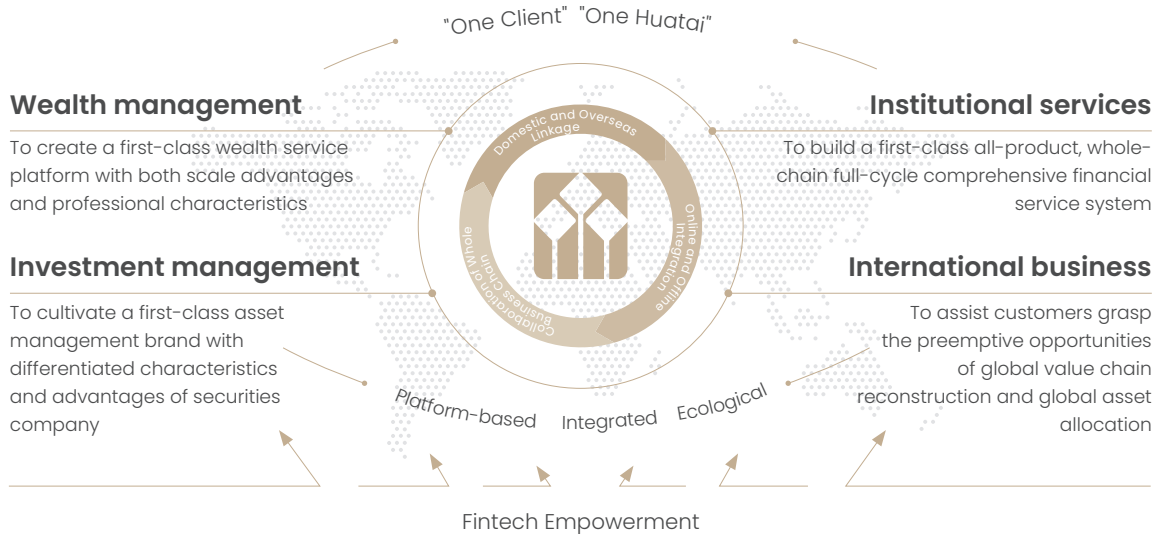 "One Client" "One Huatai"
Wealth management
To create a first-class wealth service
platform with both scale advantages
and professional characteristics
Institutional services
To build a first-class all-product, whole-
chain full-cycle comprehensive financial
service system
Domestic and Overseas
Linkage
Online and Offline
Integration
Collaboration of Whole
Business Chain
Investment management
To cultivate a first-class asset
management brand with
differentiated characteristics
and advantages of securities
company
International business
To assist customers grasp
the preemptive opportunities
of global value chain
reconstruction and global asset
allocation
Platform-based Integrated Ecological
Fintech Empowerment